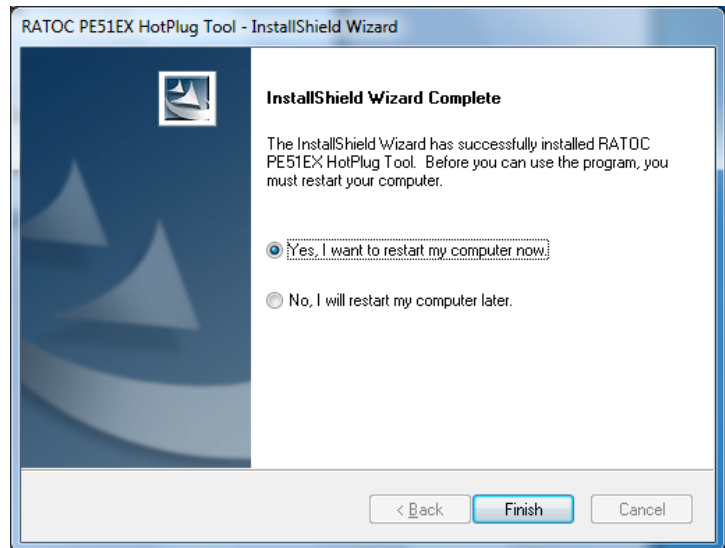 RATOC PE51EX HotPlug Tool - InstallShield Wizard
InstallShield Wizard Complete
The InstallShield Wizard has successfully installed RATOC
PE51EX HotPlug Tool. Before you can use the program, you
must restart your computer.
Yes, I want to restart my computer now.
No, I will restart my computer later.
< Back Finish Cancel